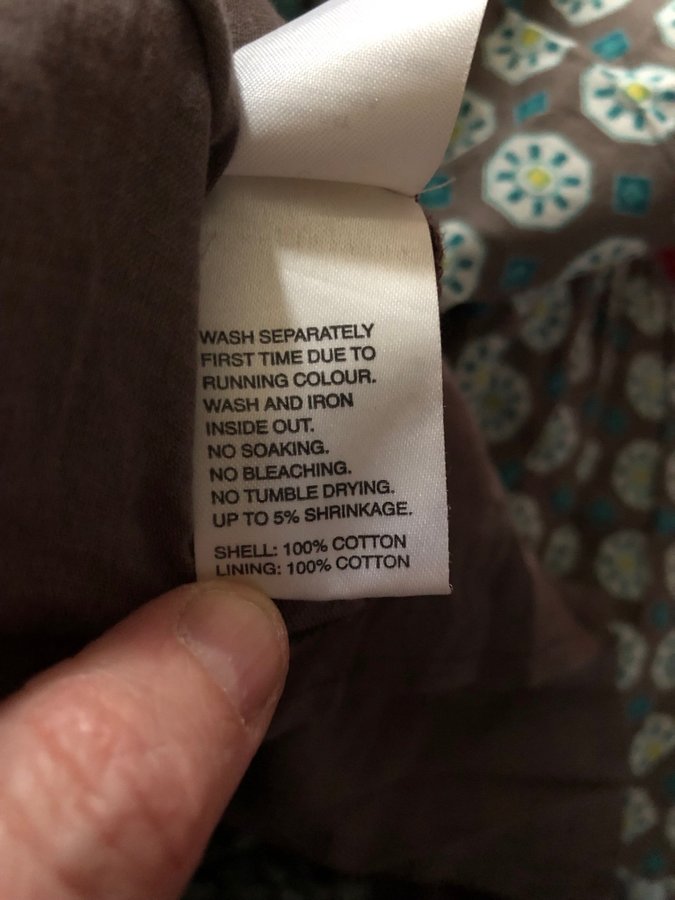 WASH SEPARATELY
FIRST TIME DUE TO
RUNNING COLOUR.
WASH AND IRON
INSIDE OUT.
NO SOAKING.
NO BLEACHING.
NO TUMBLE DRYING.
UP TO 5% SHRINKAGE.
SHELL: 100% COTTON
LINING: 100% COTTON